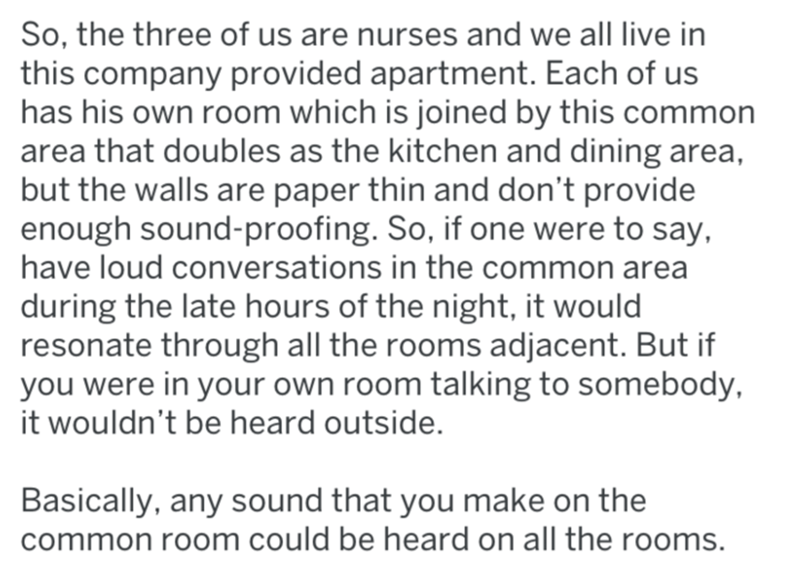 So, the three of us are nurses and we all live in
this company provided apartment. Each of us
has his own room which is joined by this common
area that doubles as the kitchen and dining area,
but the walls are paper thin and don't provide
enough sound-proofing. So, if one were to say,
have loud conversations in the common area
during the late hours of the night, it would
resonate through all the rooms adjacent. But if
you were in your own room talking to somebody,
it wouldn't be heard outside.

Basically, any sound that you make on the
common room could be heard on all the rooms.